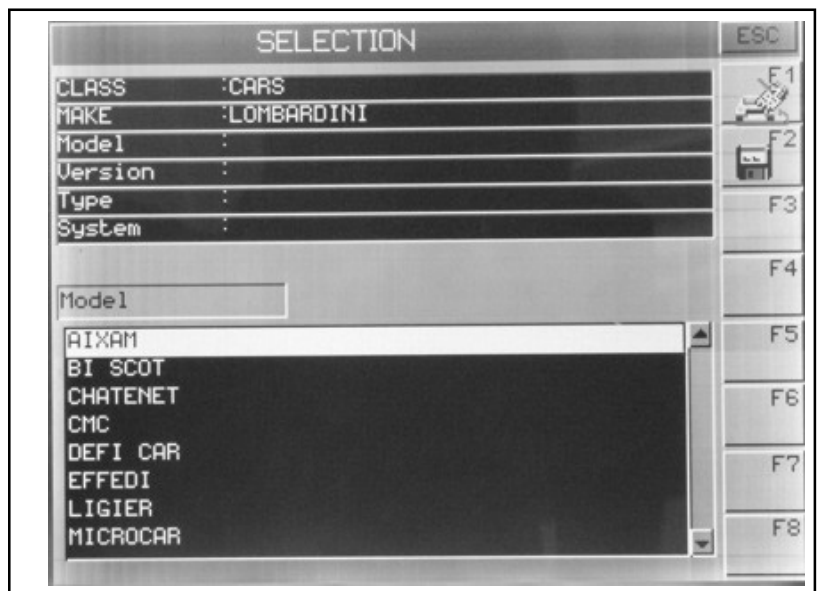 SELECTION
ESC
CLASS :CARS
MAKE :LOMBARDINI
Model :
Version :
Type :
System :
F1
F2
F3
F4
F5
F6
F7
F8
Model
AIXAM
BI SCOT
CHATENET
CMC
DEFI CAR
EFFEDI
LIGIER
MICROCAR